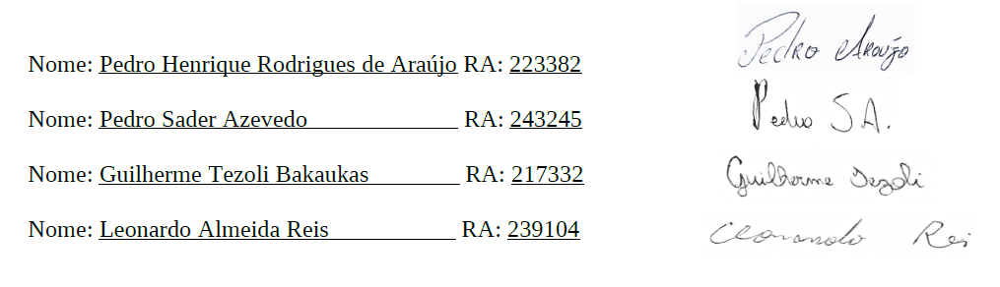 Nome: Pedro Henrique Rodrigues de Araújo RA: 223382 Pedro Araújo
Nome: Pedro Sader Azevedo RA: 243245 Pedro S A.
Nome: Guilherme Tezoli Bakaukas RA: 217332 Guilherme Tezoli
Nome: Leonardo Almeida Reis RA: 239104 Leonardo Reis